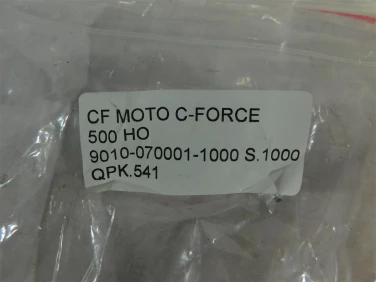 CF MOTO C-FORCE
500 HO
9010-070001-1000 S.1000
QPK.541